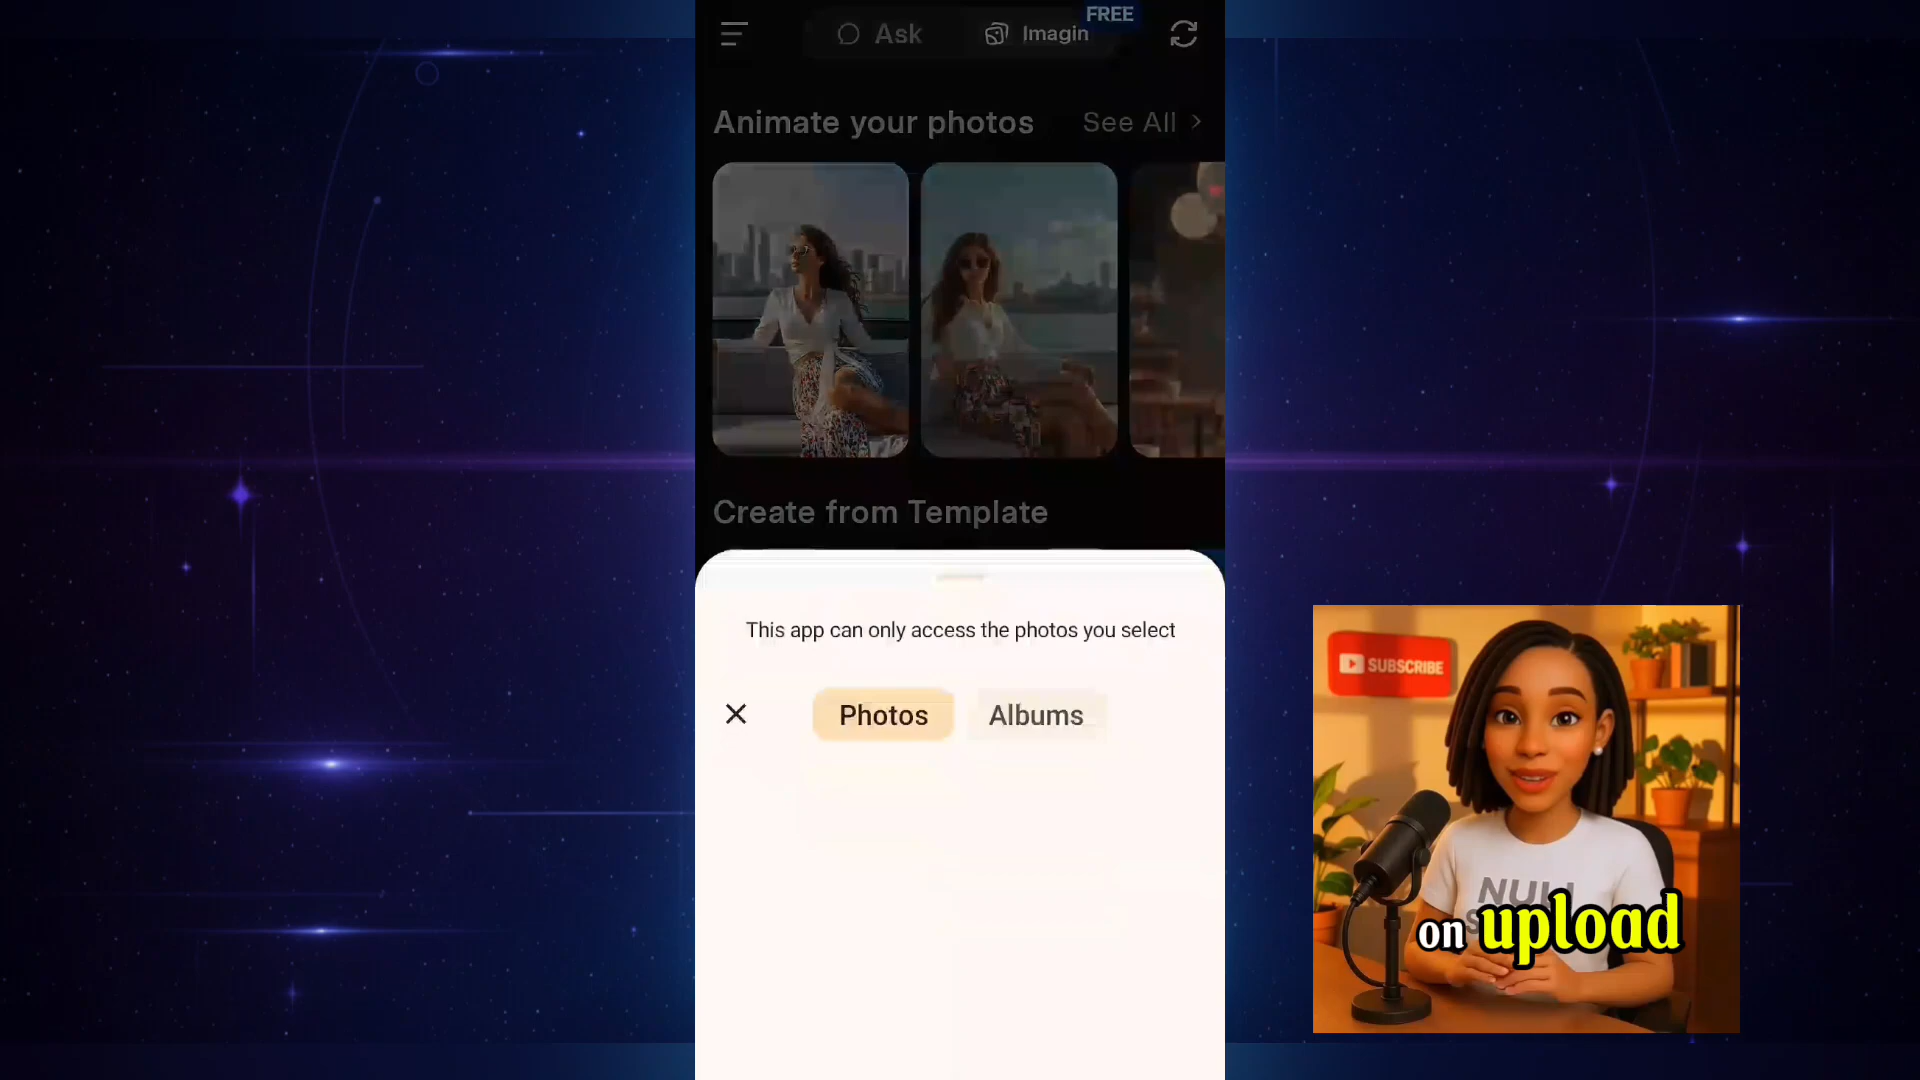 FREE
Ask
Imagin
Animate your photos
See All
Create from Template
This app can only access the photos you select
Photos
Albums
SUBSCRIBE
on upload